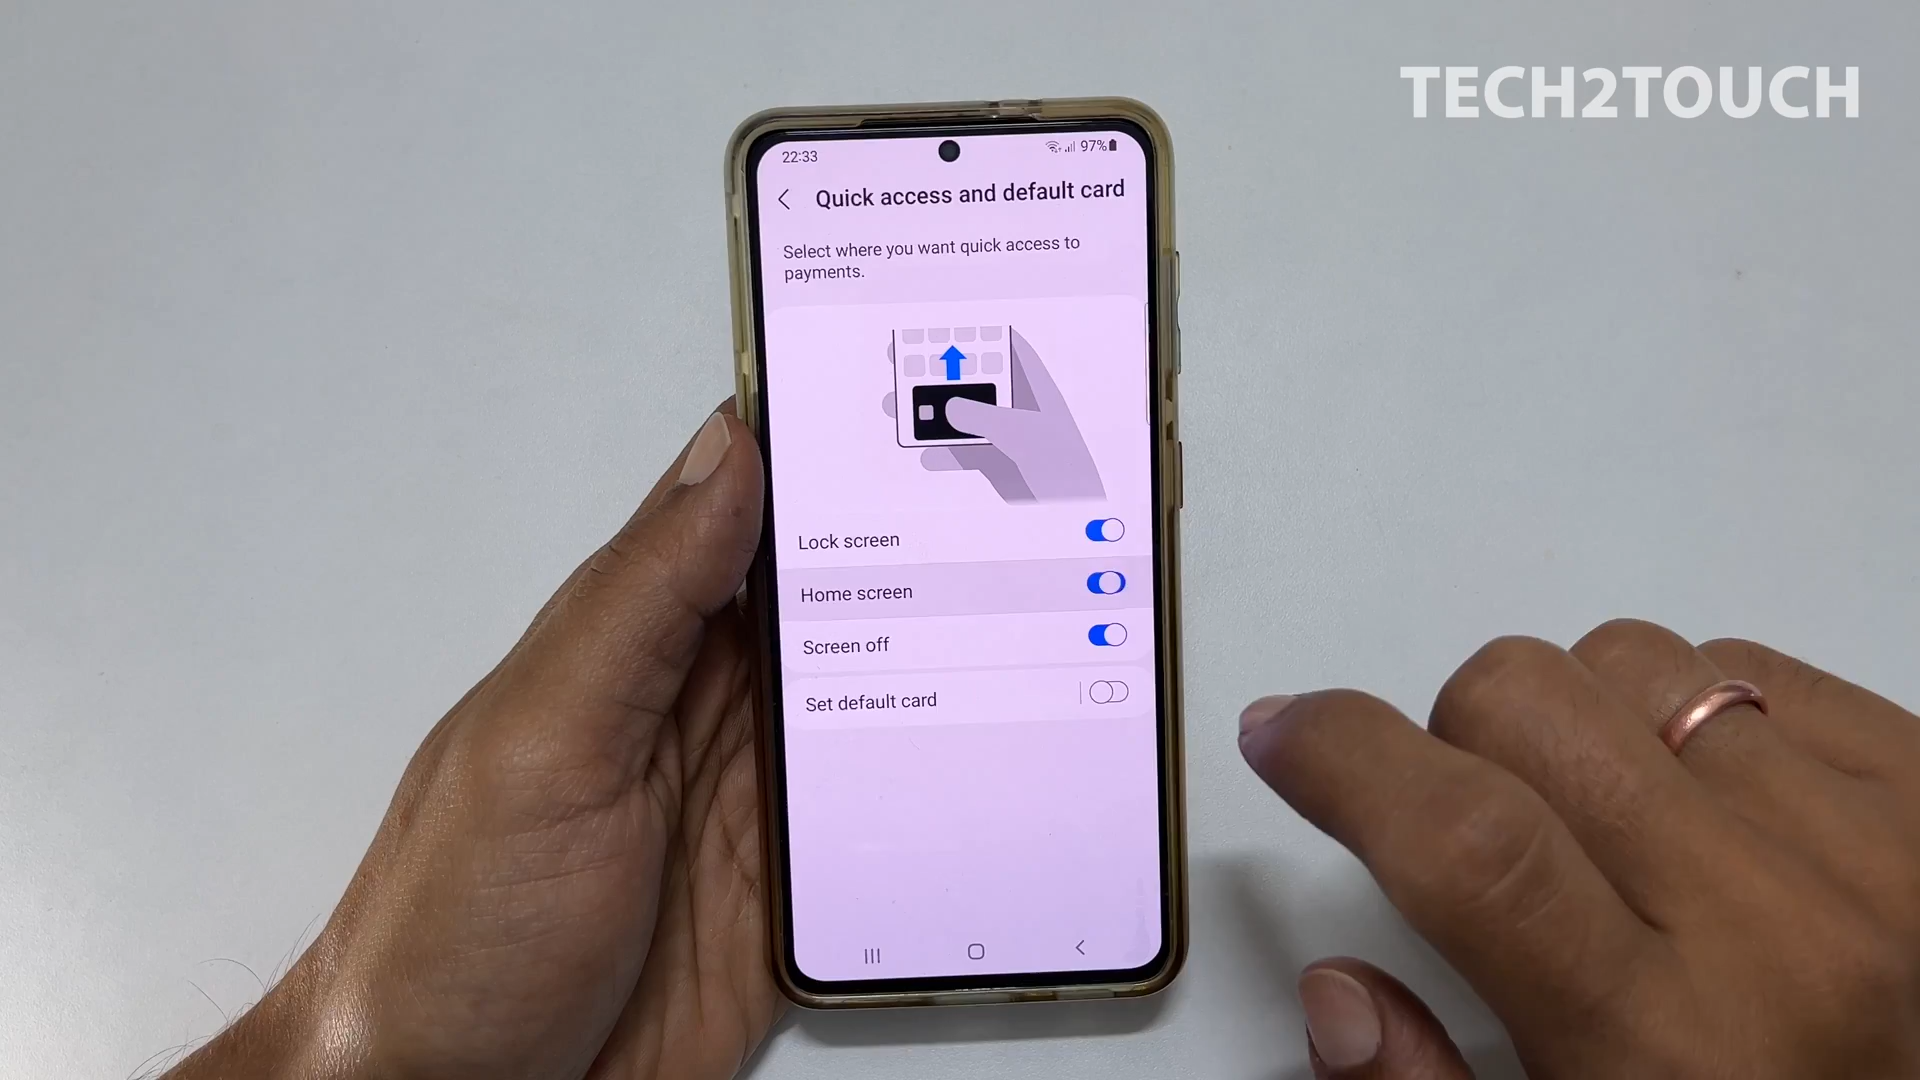 TECH2TOUCH
22:33
97%
Quick access and default card
Select where you want quick access to
payments.
Lock screen
Home screen
Screen off
Set default card